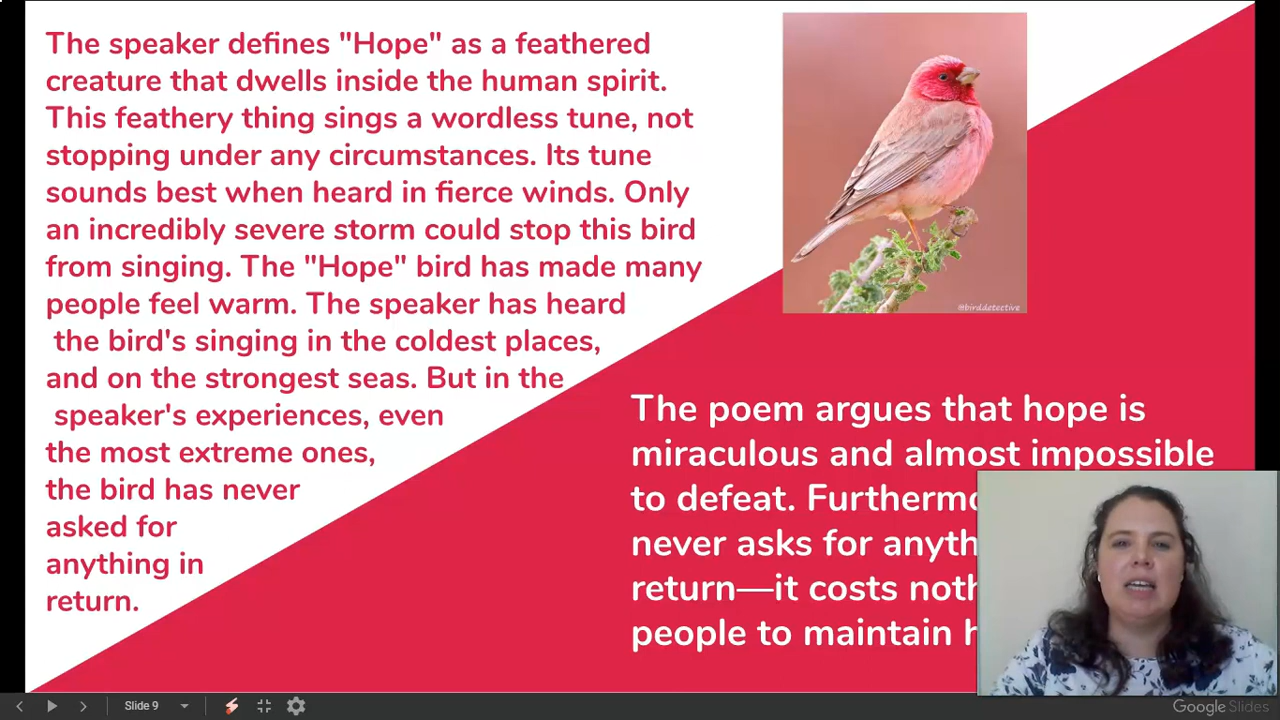 The speaker defines "Hope" as a feathered
creature that dwells inside the human spirit.
This feathery thing sings a wordless tune, not
stopping under any circumstances. Its tune
sounds best when heard in fierce winds. Only
an incredibly severe storm could stop this bird
from singing. The "Hope" bird has made many
people feel warm. The speaker has heard
the bird's singing in the coldest places,
and on the strongest seas. But in the
speaker's experiences, even
the most extreme ones,
the bird has never
asked for
anything in
return.
@birddetective
The poem argues that hope is
miraculous and almost impossible
to defeat. Furthermo
never asks for anyth
return—it costs noth
people to maintain h
Slide 9
Google Slides